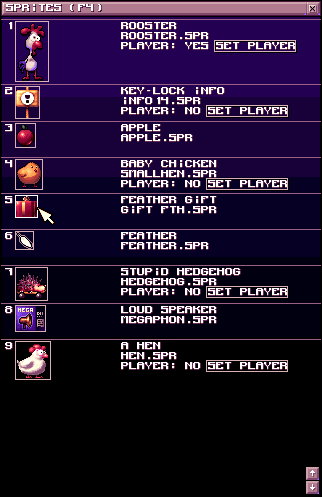 SPRiTES (F4)
1
ROOSTER
ROOSTER.SPR
PLAYER: YES SET PLAYER
2
KEY-LOCK iNFO
iNFO14.SPR
PLAYER: NO SET PLAYER
3
APPLE
APPLE.SPR
4
BABY CHiCKEN
SMALLHEN.SPR
PLAYER: NO SET PLAYER
5
FEATHER GiFT
GiFT FTH.SPR
6
FEATHER
FEATHER.SPR
7
STUPiD HEDGEHOG
HEDGEHOG.SPR
PLAYER: NO SET PLAYER
8
MEGA
LOUD SPEAKER
MEGAPHON.SPR
9
A HEN
HEN.SPR
PLAYER: NO SET PLAYER